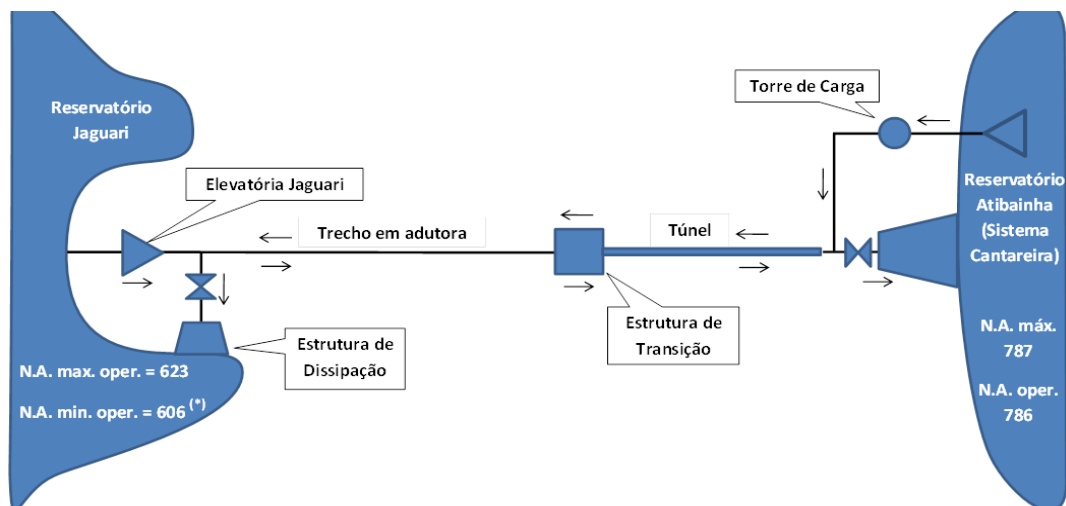 Reservatório
Jaguari
Elevatória Jaguari
Trecho em adutora
Estrutura de
Dissipação
N.A. max. oper. = 623
N.A. min. oper. = 606 (*)
Túnel
Estrutura de
Transição
Torre de Carga
Reservatório
Atibainha
(Sistema
Cantareira)
N.A. máx.
787
N.A. oper.
786